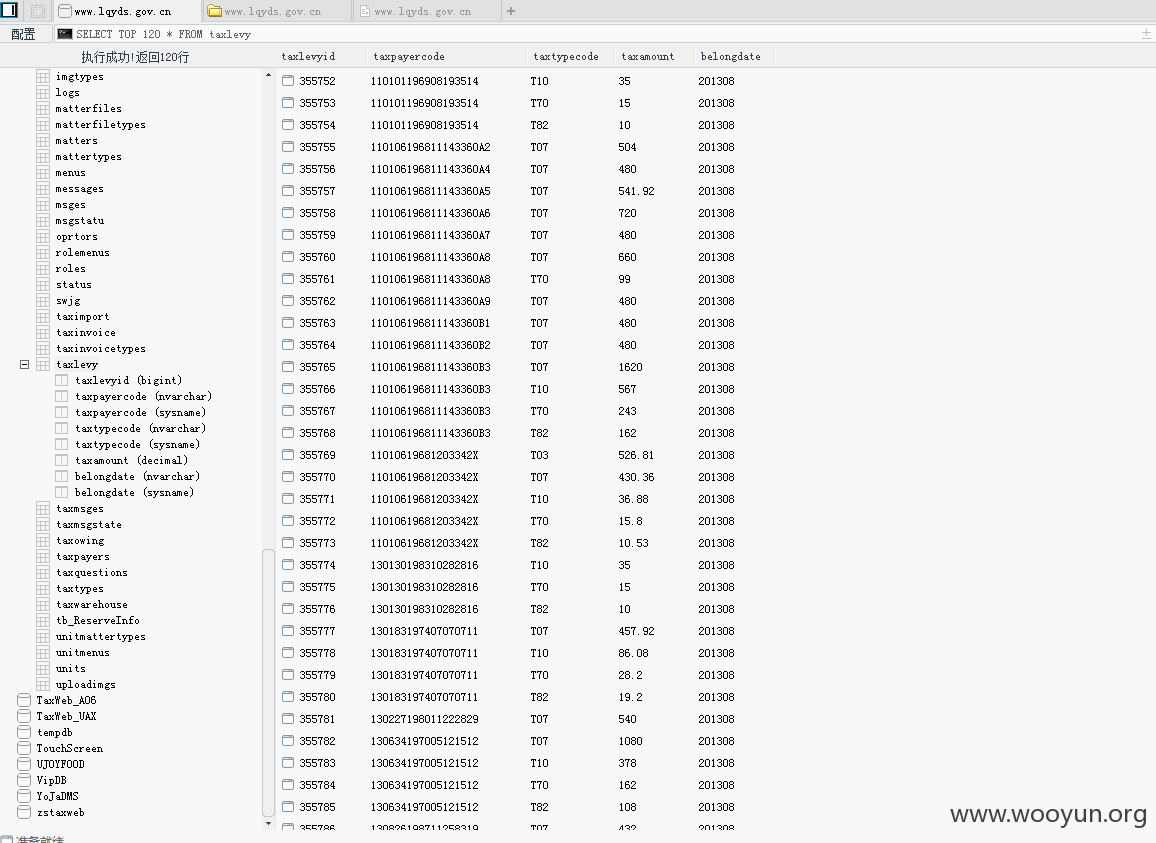 www.lqyds.gov.cn
www.lqyds.gov.cn
www.lqyds.gov.cn
配置
SELECT TOP 120 * FROM taxlevy
执行成功!返回120行
imgtypes
logs
matterfiles
matterfiletypes
matters
mattertypes
menus
messages
msges
msgstatu
oprtors
rolemenus
roles
status
swjg
taximport
taxinvoice
taxinvoicetypes
taxlevy
taxlevyid (bigint)
taxpayercode (nvarchar)
taxpayercode (sysname)
taxtypecode (nvarchar)
taxtypecode (sysname)
taxamount (decimal)
belongdate (nvarchar)
belongdate (sysname)
taxmsges
taxmsgstate
taxowing
taxpayers
taxquestions
taxtypes
taxwarehouse
tb_ReserveInfo
unitmattertypes
unitmenus
units
uploadimgs
TaxWeb_A06
TaxWeb_UAX
tempdb
TouchScreen
UJOYFOOD
VipDB
YoJaDMS
zstaxweb
准备就绪
taxlevyid taxpayercode taxtypecode taxamount belongdate
355752 110101196908193514 T10 35 201308
355753 110101196908193514 T70 15 201308
355754 110101196908193514 T82 10 201308
355755 110106196811143360A2 T07 504 201308
355756 110106196811143360A4 T07 480 201308
355757 110106196811143360A5 T07 541.92 201308
355758 110106196811143360A6 T07 720 201308
355759 110106196811143360A7 T07 480 201308
355760 110106196811143360A8 T07 660 201308
355761 110106196811143360A8 T70 99 201308
355762 110106196811143360A9 T07 480 201308
355763 110106196811143360B1 T07 480 201308
355764 110106196811143360B2 T07 480 201308
355765 110106196811143360B3 T07 1620 201308
355766 110106196811143360B3 T10 567 201308
355767 110106196811143360B3 T70 243 201308
355768 110106196811143360B3 T82 162 201308
355769 11010619681203342X T03 526.81 201308
355770 11010619681203342X T07 430.36 201308
355771 11010619681203342X T10 36.88 201308
355772 11010619681203342X T70 15.8 201308
355773 11010619681203342X T82 10.53 201308
355774 130130198310282816 T10 35 201308
355775 130130198310282816 T70 15 201308
355776 130130198310282816 T82 10 201308
355777 130183197407070711 T07 457.92 201308
355778 130183197407070711 T10 86.08 201308
355779 130183197407070711 T70 28.2 201308
355780 130183197407070711 T82 19.2 201308
355781 130227198011222829 T07 540 201308
355782 130634197005121512 T07 1080 201308
355783 130634197005121512 T10 378 201308
355784 130634197005121512 T70 162 201308
355785 130634197005121512 T82 108 201308
355786 130826198711258319 T07 432 201308
www.wooyun.org